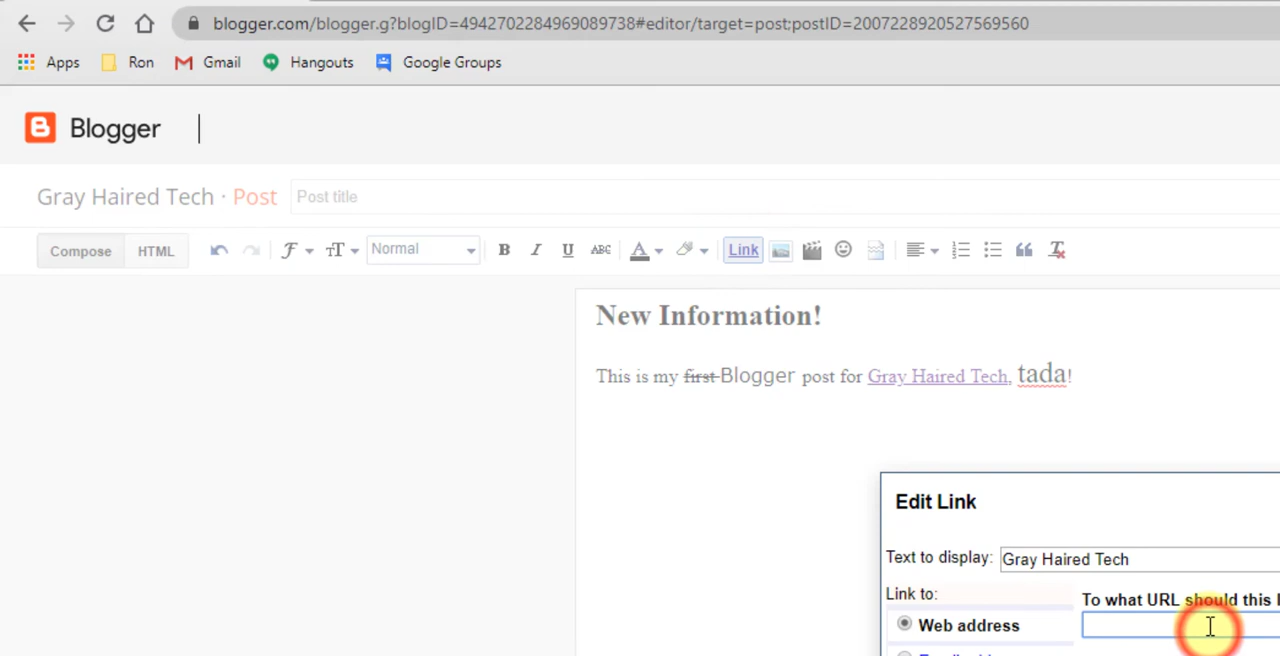 blogger.com/blogger.g?blogID=4942702284969089738#editor/target=post;postID=2007228920527569560
Apps Ron Gmail Hangouts Google Groups
Blogger
Gray Haired Tech · Post Post title
Compose HTML Normal B I U ABC A Link
New Information!
This is my first Blogger post for Gray Haired Tech, tada!
Edit Link
Text to display: Gray Haired Tech
Link to: To what URL should this
Web address